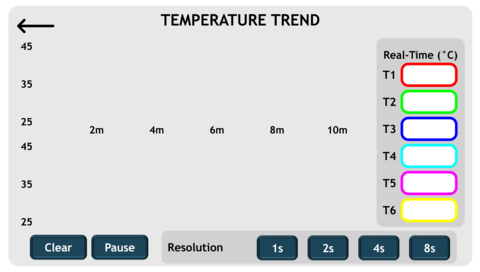 TEMPERATURE TREND
45
35
25
2m 4m 6m 8m 10m
45
35
25
Real-Time (°C)
T1
T2
T3
T4
T5
T6
Clear Pause Resolution 1s 2s 4s 8s